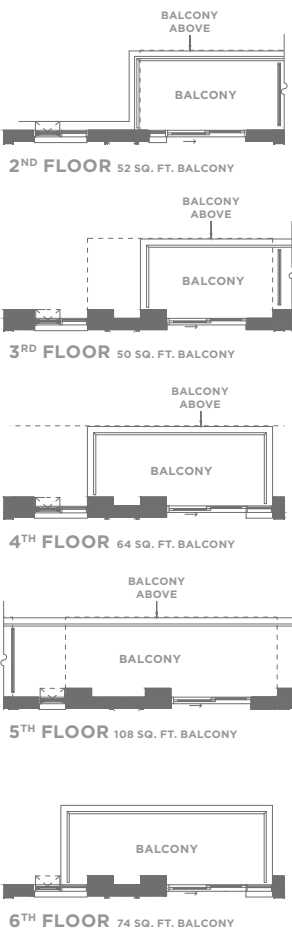 BALCONY
ABOVE
BALCONY
2ND FLOOR 52 SQ. FT. BALCONY
BALCONY
ABOVE
BALCONY
3RD FLOOR 50 SQ. FT. BALCONY
BALCONY
ABOVE
BALCONY
4TH FLOOR 64 SQ. FT. BALCONY
BALCONY
ABOVE
BALCONY
5TH FLOOR 108 SQ. FT. BALCONY
BALCONY
6TH FLOOR 74 SQ. FT. BALCONY